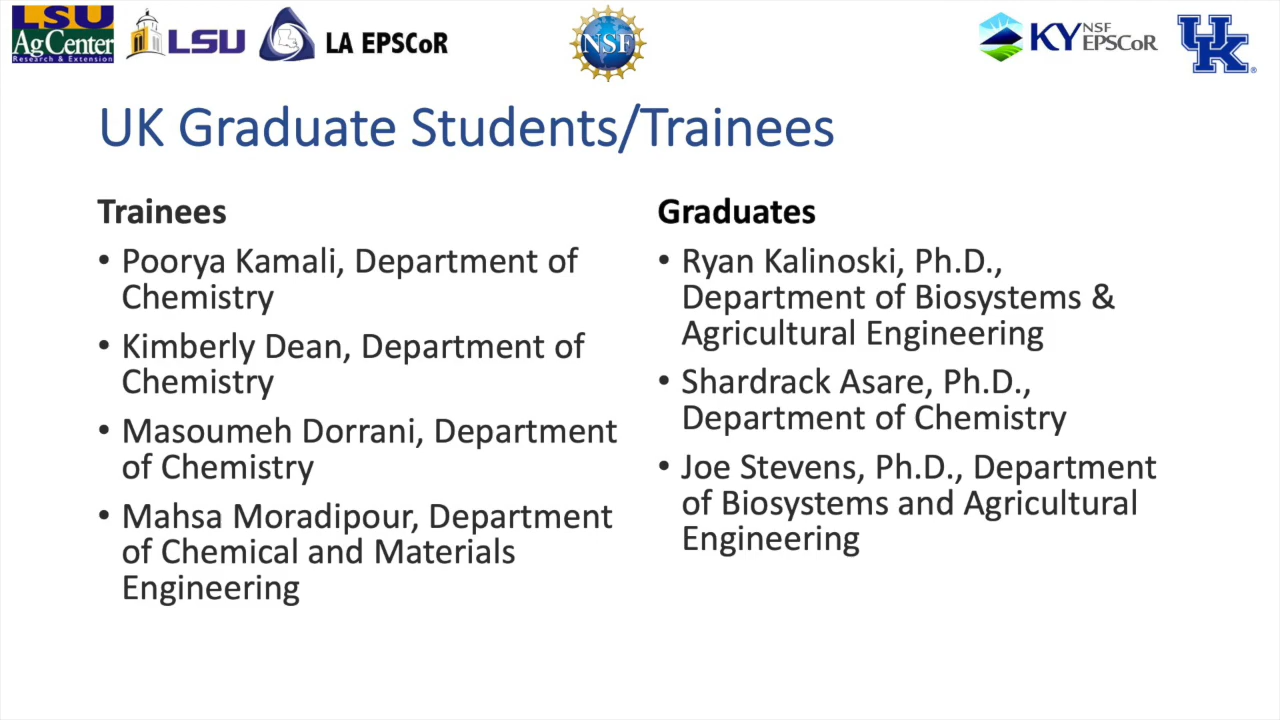 LSU
AgCenter
Research & Extension
LSU
LA EPSCoR
NSF
KY NSF
EPSCoR
UK
UK Graduate Students/Trainees
Trainees
• Poorya Kamali, Department of
Chemistry
• Kimberly Dean, Department of
Chemistry
• Masoumeh Dorrani, Department
of Chemistry
• Mahsa Moradipour, Department
of Chemical and Materials
Engineering
Graduates
• Ryan Kalinoski, Ph.D.,
Department of Biosystems &
Agricultural Engineering
• Shardrack Asare, Ph.D.,
Department of Chemistry
• Joe Stevens, Ph.D., Department
of Biosystems and Agricultural
Engineering